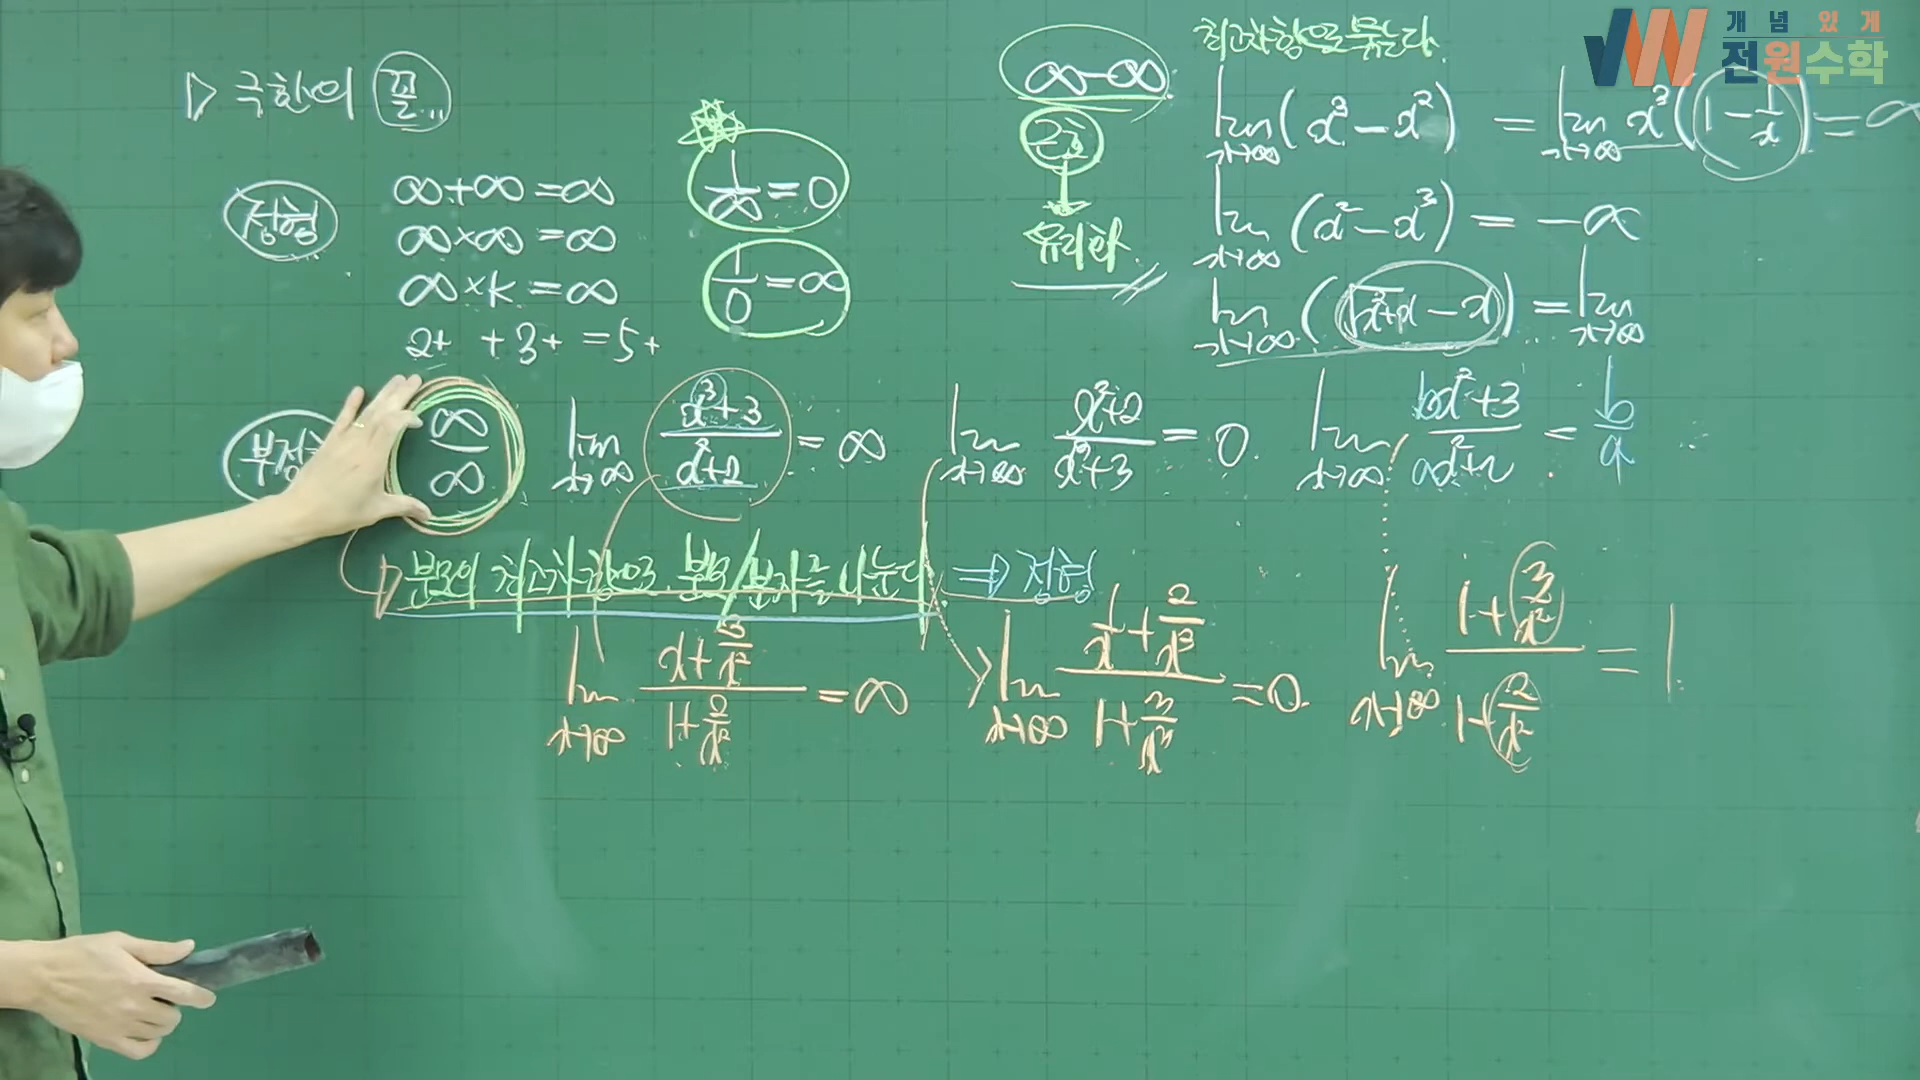 개념있게
전원수학
▷ 극한의 꼴...
정형
∞+∞=∞
∞×∞=∞
∞×k=∞
2+ +3+ =5+
1/∞=0
1/0=∞
∞-∞
근호
유리화
최고차항으로 묶는다.
lim x→∞ (x³-x²) = lim x→∞ x³(1-1/x)=∞
lim x→∞ (x²-x³) = -∞
lim x→∞ (√x²+x - x) = lim x→∞
∞/∞
lim x→∞ (x³+3)/(x²+2) = ∞
lim x→∞ (x²+2)/(x³+3) = 0
lim x→∞ (bx²+3)/(ax²+2) = b/a
▷ 분모의 최고차항으로 분모/분자를 나눈다 ⇒ 정형
lim x→∞ (x+3/x²)/(1+2/x²) = ∞
lim x→∞ (1/x+2/x³)/(1+3/x³) = 0
lim x→∞ (1+3/x²)/(1+2/x²) = 1